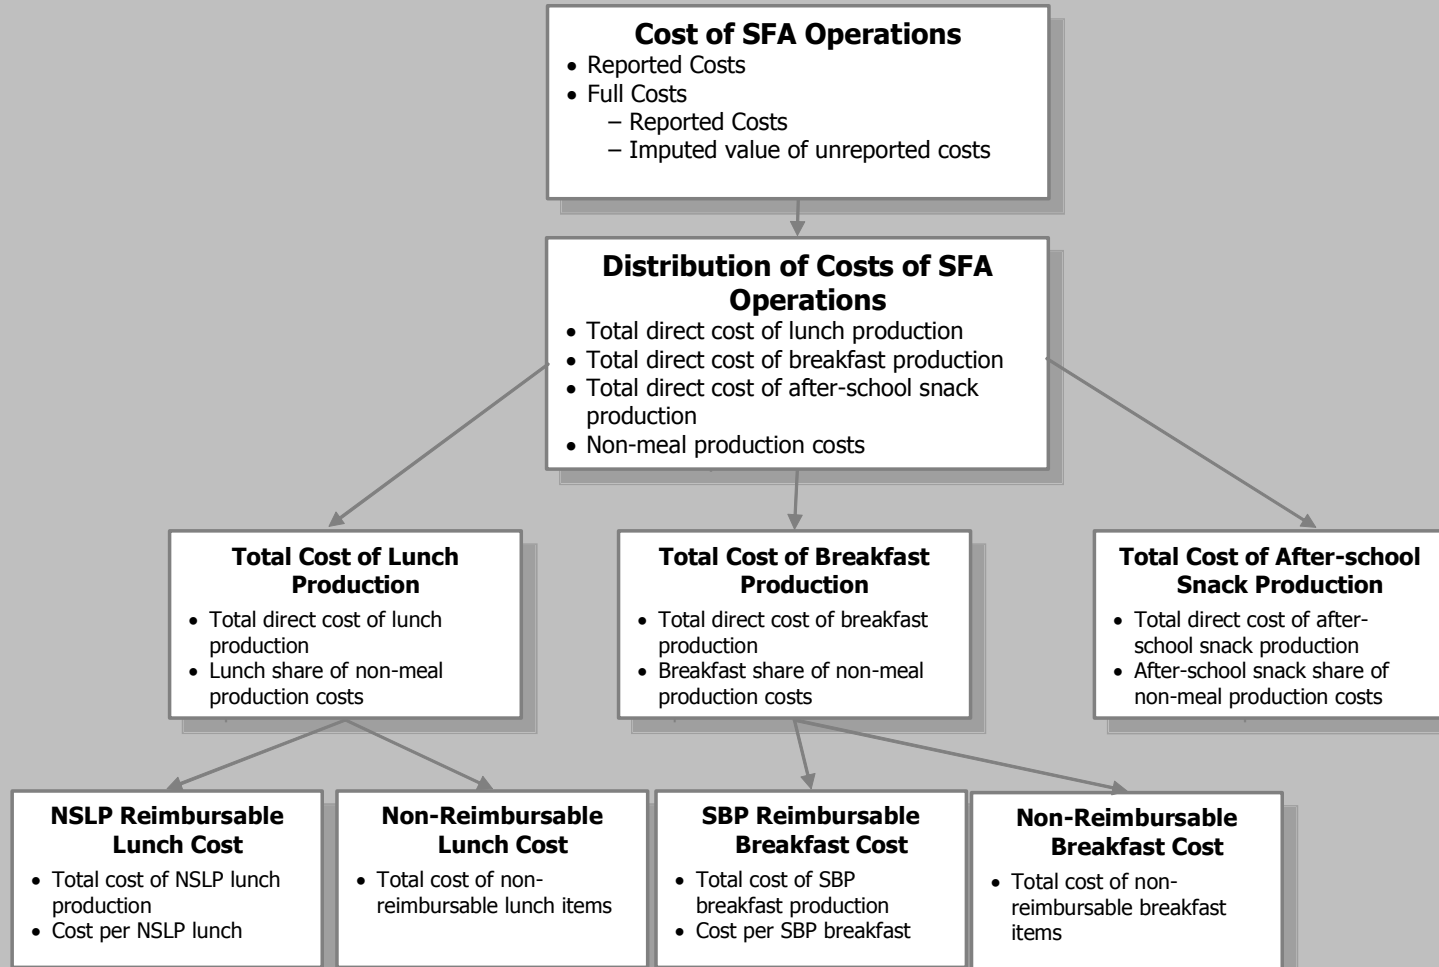 Cost of SFA Operations
• Reported Costs
• Full Costs
– Reported Costs
– Imputed value of unreported costs
Distribution of Costs of SFA
Operations
• Total direct cost of lunch production
• Total direct cost of breakfast production
• Total direct cost of after-school snack
production
• Non-meal production costs
Total Cost of Lunch
Production
• Total direct cost of lunch
production
• Lunch share of non-meal
production costs
Total Cost of Breakfast
Production
• Total direct cost of breakfast
production
• Breakfast share of non-meal
production costs
Total Cost of After-school
Snack Production
• Total direct cost of after-
school snack production
• After-school snack share of
non-meal production costs
NSLP Reimbursable
Lunch Cost
• Total cost of NSLP lunch
production
• Cost per NSLP lunch
Non-Reimbursable
Lunch Cost
• Total cost of non-
reimbursable lunch items
SBP Reimbursable
Breakfast Cost
• Total cost of SBP
breakfast production
• Cost per SBP breakfast
Non-Reimbursable
Breakfast Cost
• Total cost of non-
reimbursable breakfast
items